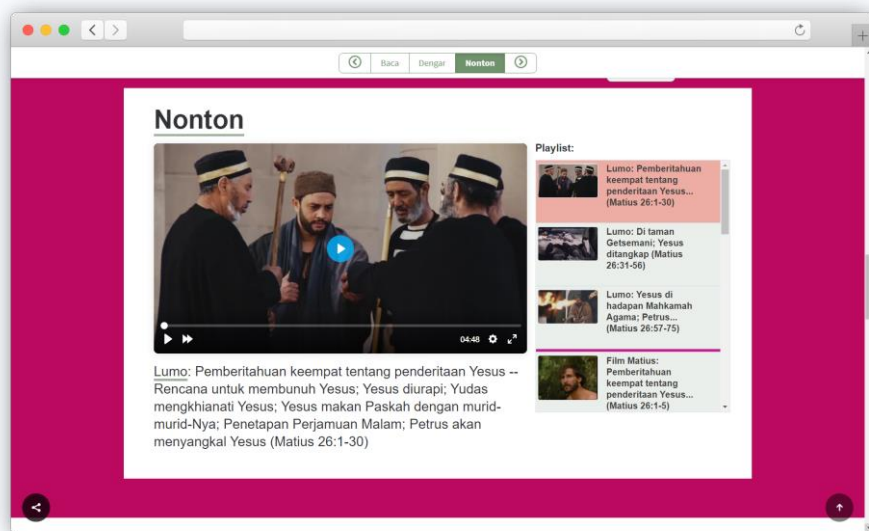 Baca
Dengar
Nonton
Nonton
04:48
Lumo: Pemberitahuan keempat tentang penderitaan Yesus --
Rencana untuk membunuh Yesus; Yesus diurapi; Yudas
mengkhianati Yesus; Yesus makan Paskah dengan murid-
murid-Nya; Penetapan Perjamuan Malam; Petrus akan
menyangkal Yesus (Matius 26:1-30)
Playlist:
Lumo: Pemberitahuan
keempat tentang
penderitaan Yesus...
(Matius 26:1-30)
Lumo: Di taman
Getsemani; Yesus
ditangkap (Matius
26:31-56)
Lumo: Yesus di
hadapan Mahkamah
Agama; Petrus...
(Matius 26:57-75)
Film Matius:
Pemberitahuan
keempat tentang
penderitaan Yesus...
(Matius 26:1-5)